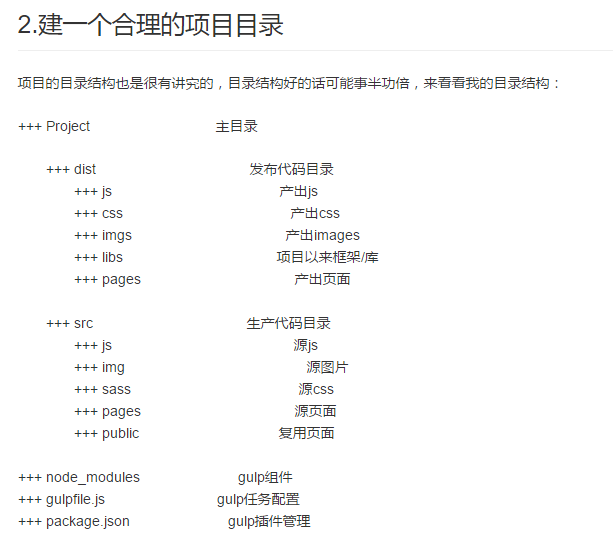 2.建一个合理的项目目录
项目的目录结构也是很有讲究的，目录结构好的话可能事半功倍，来看看我的目录结构：
+++ Project 主目录
+++ dist 发布代码目录
+++ js 产出js
+++ css 产出css
+++ imgs 产出images
+++ libs 项目以来框架/库
+++ pages 产出页面
+++ src 生产代码目录
+++ js 源js
+++ img 源图片
+++ sass 源css
+++ pages 源页面
+++ public 复用页面
+++ node_modules gulp组件
+++ gulpfile.js gulp任务配置
+++ package.json gulp插件管理